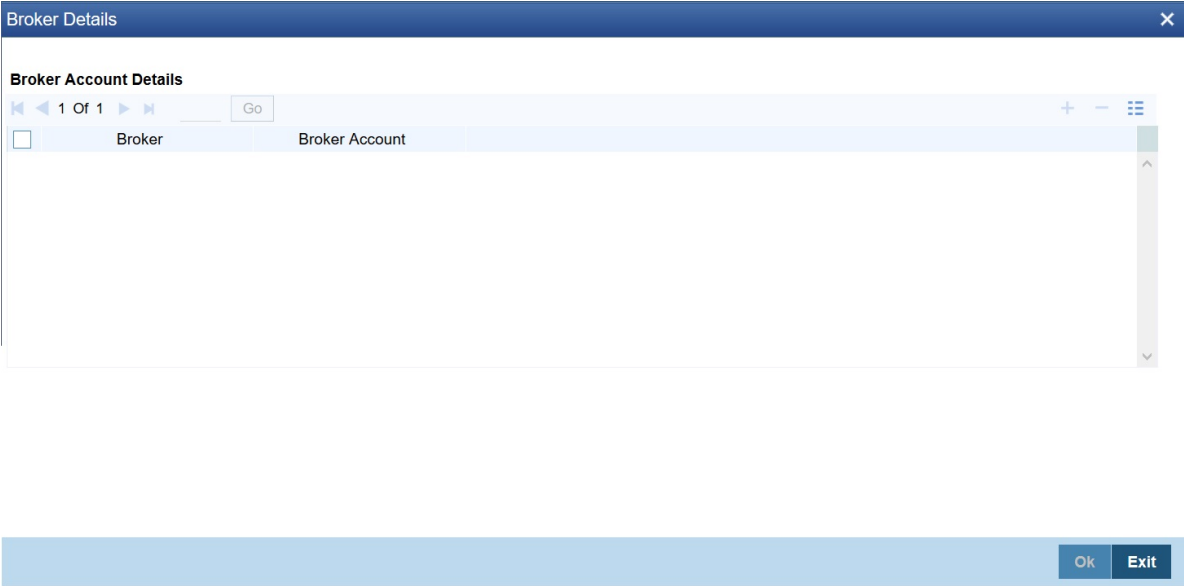 Broker Details
Broker Account Details
1 Of 1 Go
Broker Broker Account
Ok Exit